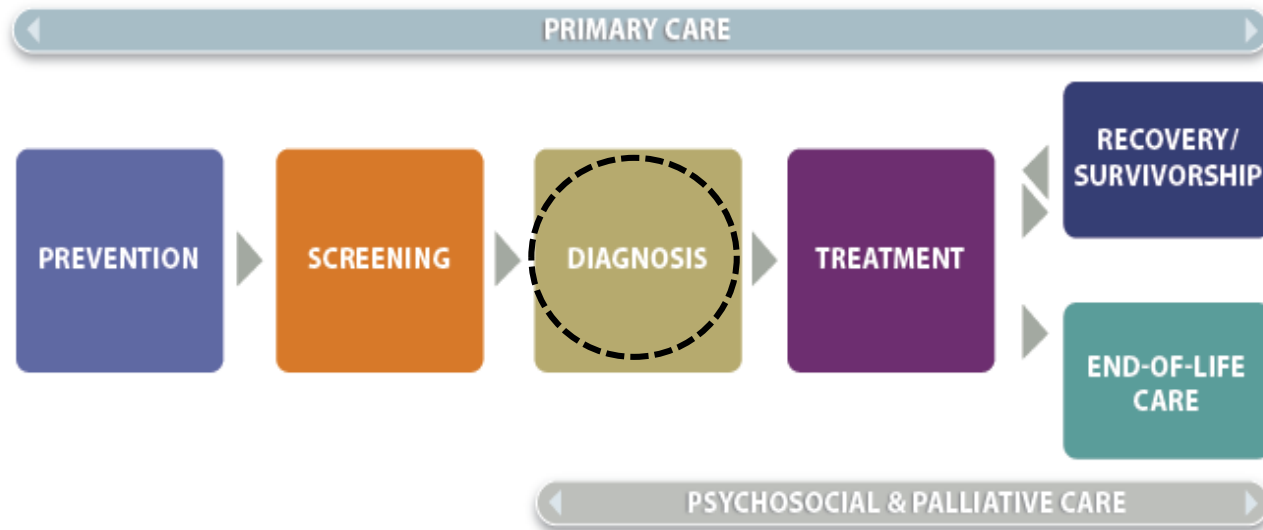 PRIMARY CARE
PREVENTION
SCREENING
DIAGNOSIS
TREATMENT
RECOVERY/
SURVIVORSHIP
END-OF-LIFE
CARE
PSYCHOSOCIAL & PALLIATIVE CARE